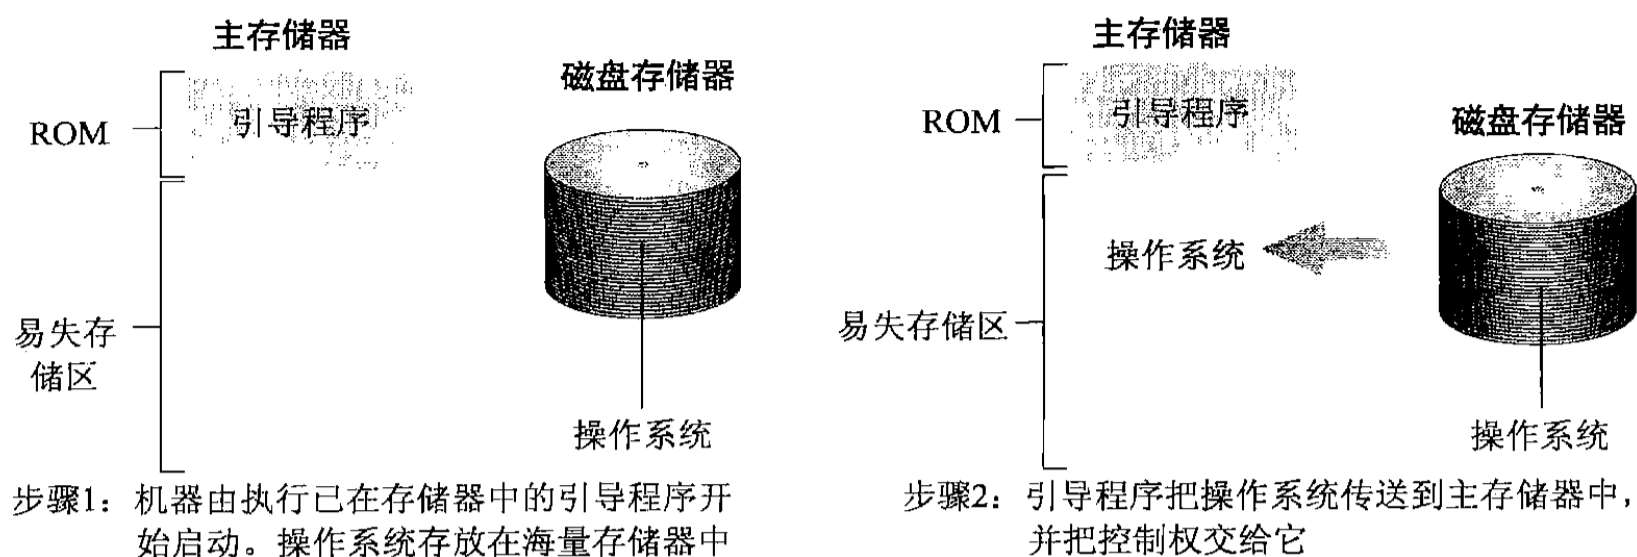 主存储器
磁盘存储器
ROM
引导程序
易失存
储区
操作系统
步骤1：机器由执行已在存储器中的引导程序开
始启动。操作系统存放在海量存储器中
主存储器
磁盘存储器
ROM
引导程序
操作系统
易失存储区
操作系统
步骤2：引导程序把操作系统传送到主存储器中，
并把控制权交给它